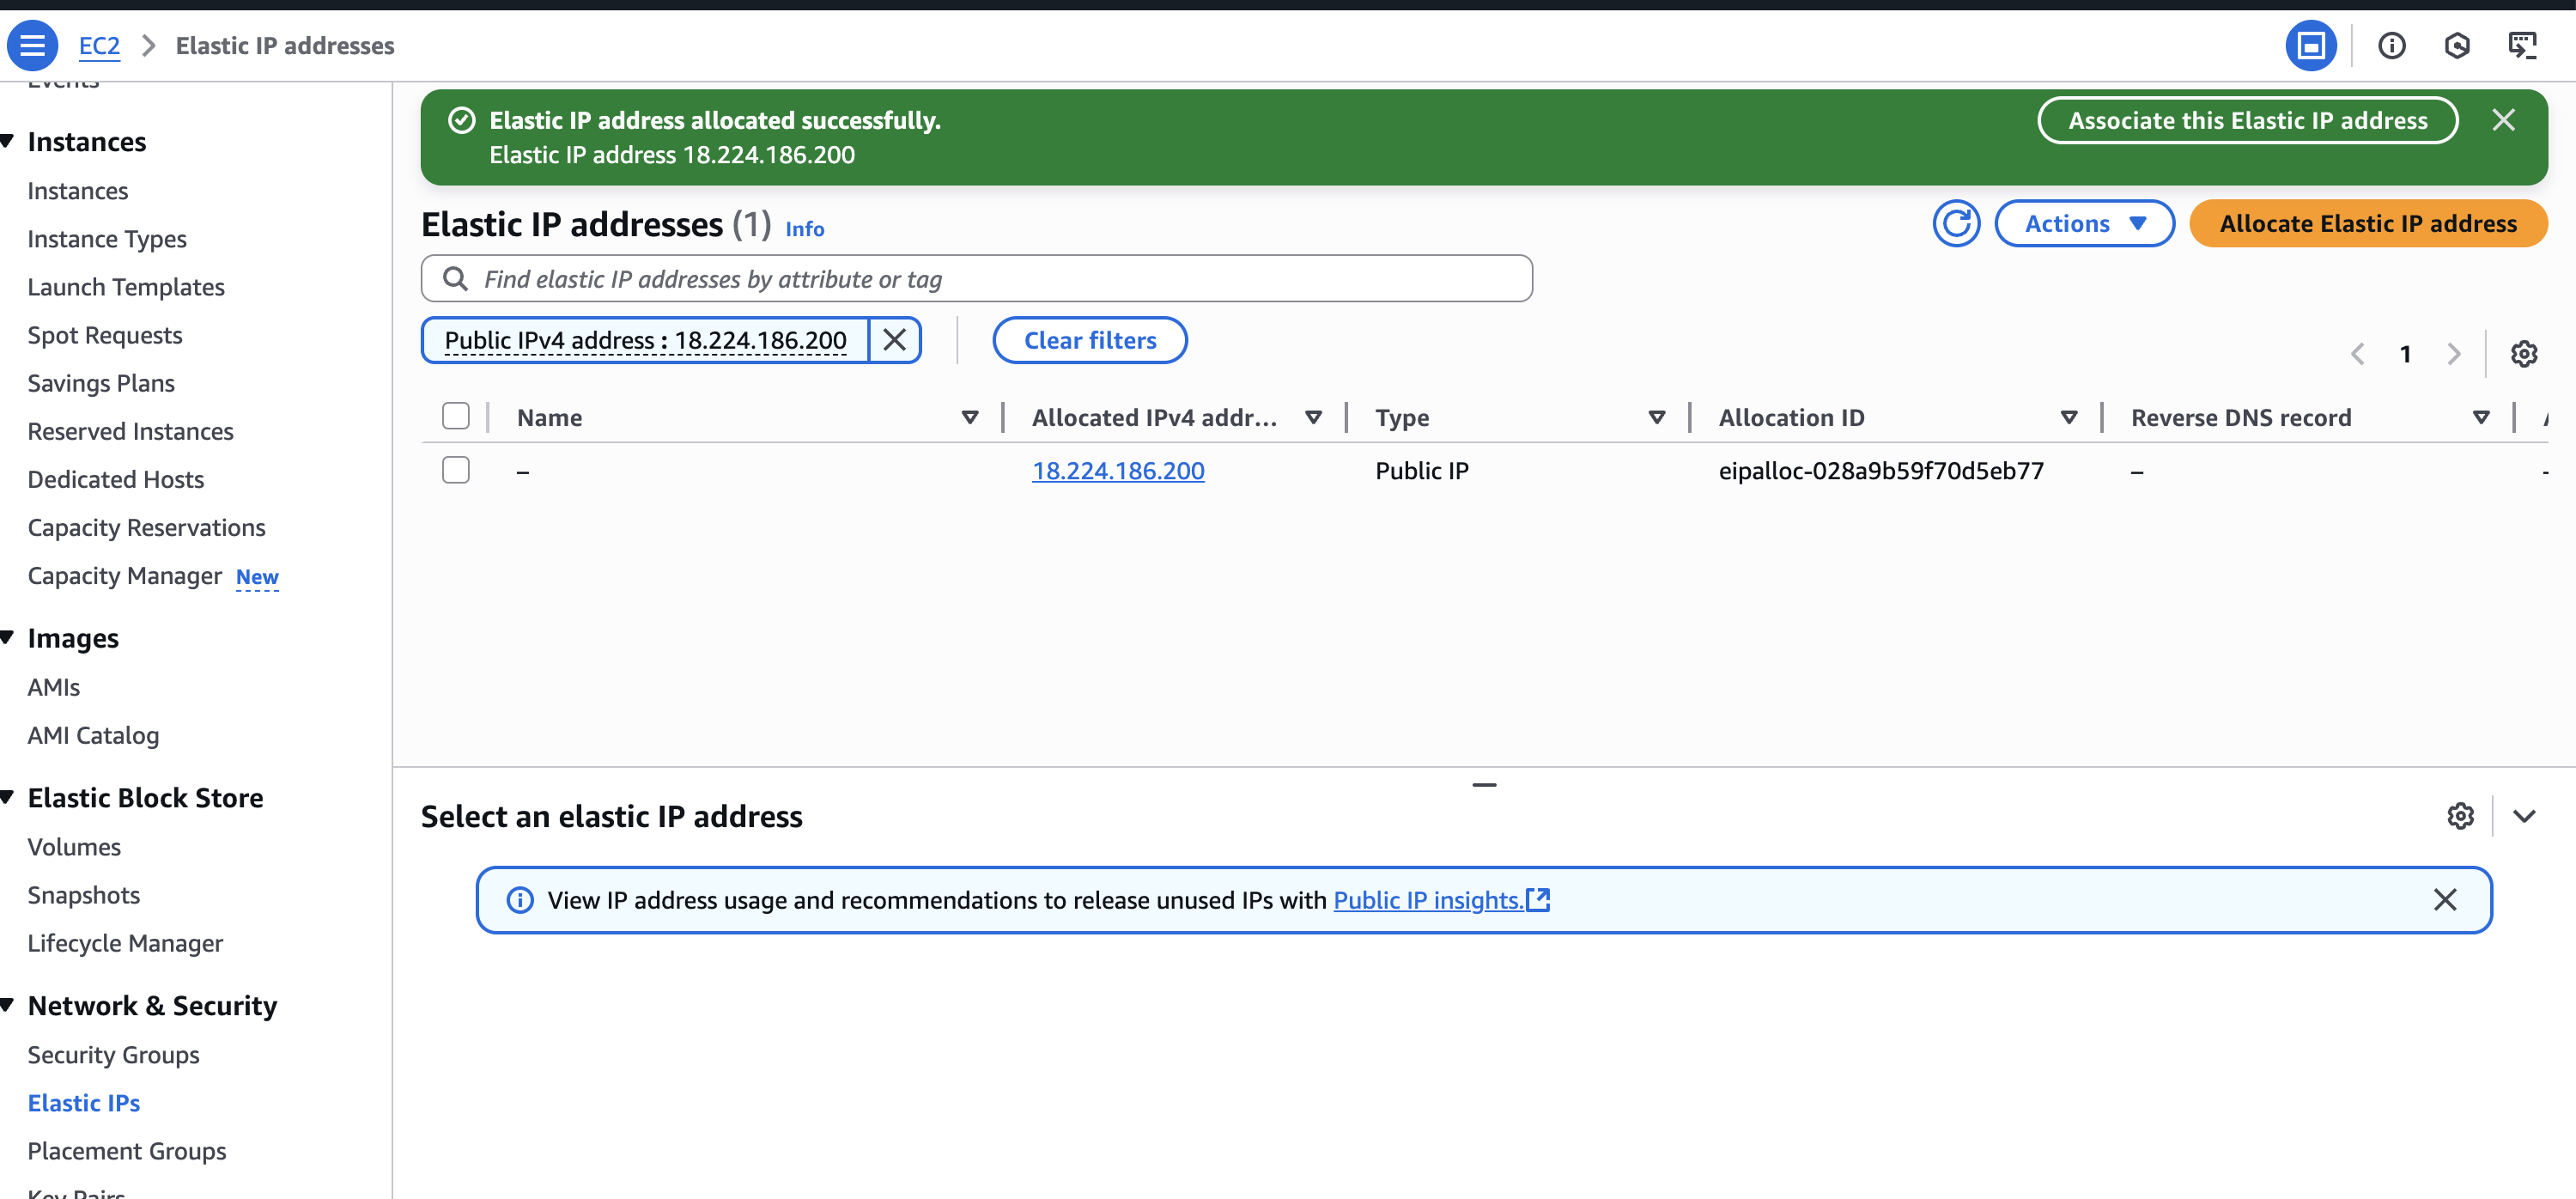 EC2 > Elastic IP addresses
Events
Instances
Instances
Instance Types
Launch Templates
Spot Requests
Savings Plans
Reserved Instances
Dedicated Hosts
Capacity Reservations
Capacity Manager New
Images
AMIs
AMI Catalog
Elastic Block Store
Volumes
Snapshots
Lifecycle Manager
Network & Security
Security Groups
Elastic IPs
Placement Groups
Key Pairs
Elastic IP address allocated successfully.
Elastic IP address 18.224.186.200
Associate this Elastic IP address
Elastic IP addresses (1) Info
Actions
Allocate Elastic IP address
Find elastic IP addresses by attribute or tag
Public IPv4 address : 18.224.186.200
Clear filters
1
Name Allocated IPv4 addr... Type Allocation ID Reverse DNS record
– 18.224.186.200 Public IP eipalloc-028a9b59f70d5eb77 –
Select an elastic IP address
View IP address usage and recommendations to release unused IPs with Public IP insights.